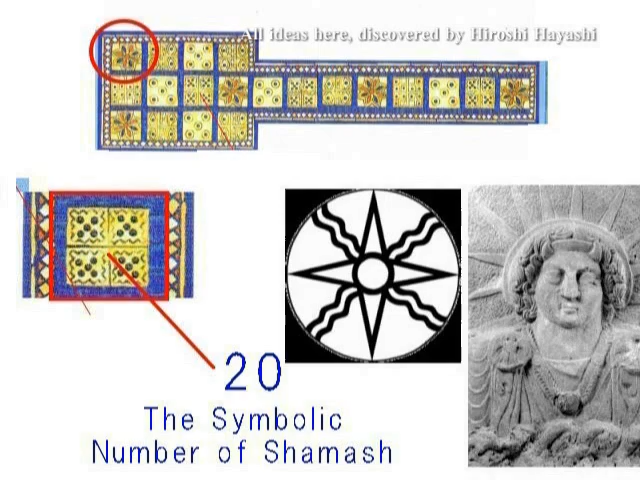 All ideas here, discovered by Hiroshi Hayashi
20
The Symbolic
Number of Shamash